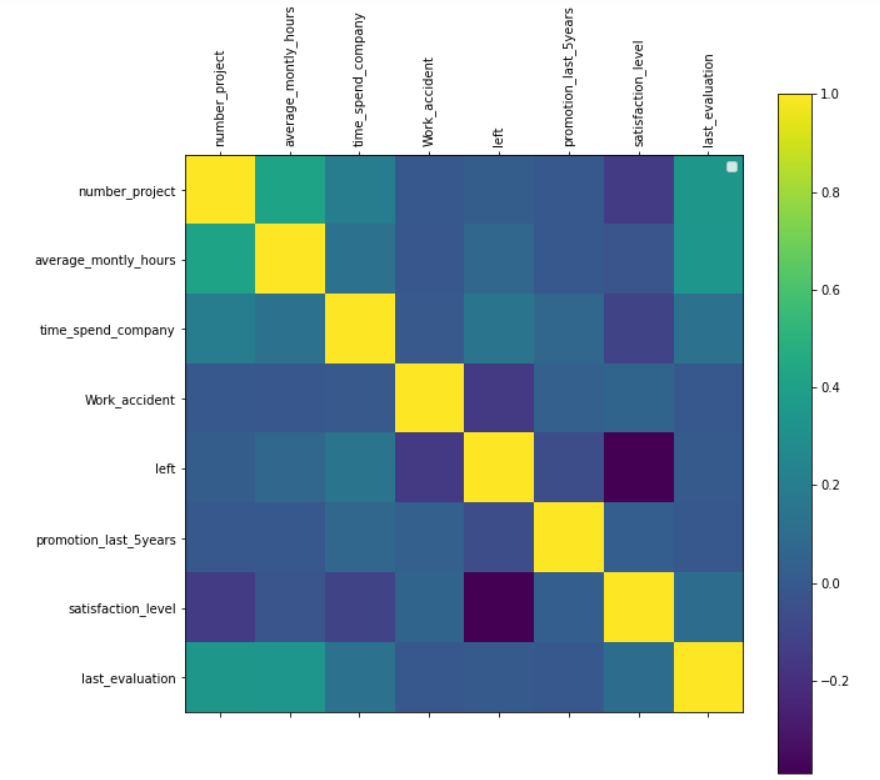 number_project
average_montly_hours
time_spend_company
Work_accident
left
promotion_last_5years
satisfaction_level
last_evaluation
number_project
average_montly_hours
time_spend_company
Work_accident
left
promotion_last_5years
satisfaction_level
last_evaluation
1.0
0.8
0.6
0.4
0.2
0.0
−0.2